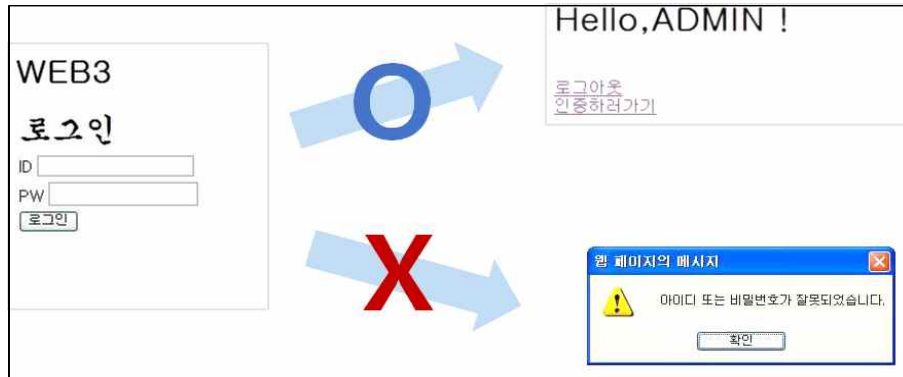 WEB3
로그인
ID
PW
로그인
O
Hello,ADMIN !
로그아웃
인증하러가기
X
웹 페이지의 메시지
아이디 또는 비밀번호가 잘못되었습니다.
확인